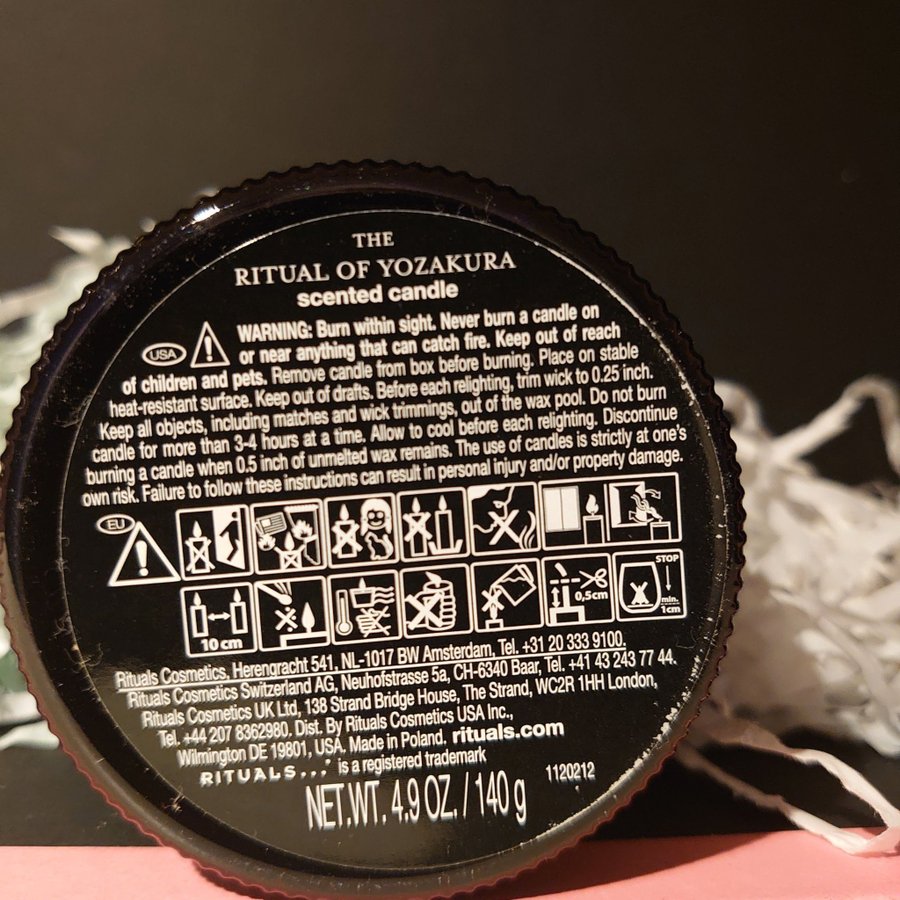 THE
RITUAL OF YOZAKURA
scented candle
USA
WARNING: Burn within sight. Never burn a candle on
or near anything that can catch fire. Keep out of reach
of children and pets. Remove candle from box before burning. Place on stable
heat-resistant surface. Keep out of drafts. Before each relighting, trim wick to 0.25 inch.
Keep all objects, including matches and wick trimmings, out of the wax pool. Do not burn
candle for more than 3-4 hours at a time. Allow to cool before each relighting. Discontinue
burning a candle when 0.5 inch of unmelted wax remains. The use of candles is strictly at one's
own risk. Failure to follow these instructions can result in personal injury and/or property damage.
EU
10 cm
0,5cm
STOP
min.
1cm
Rituals Cosmetics, Herengracht 541, NL-1017 BW Amsterdam, Tel. +31 20 333 9100.
Rituals Cosmetics Switzerland AG, Neuhofstrasse 5a, CH-6340 Baar, Tel. +41 43 243 77 44.
Rituals Cosmetics UK Ltd, 138 Strand Bridge House, The Strand, WC2R 1HH London,
Tel. +44 207 8362980, Dist. By Rituals Cosmetics USA Inc.,
Wilmington DE 19801, USA. Made in Poland. rituals.com
RITUALS...® is a registered trademark
1120212
NET.WT. 4.9 OZ. / 140 g